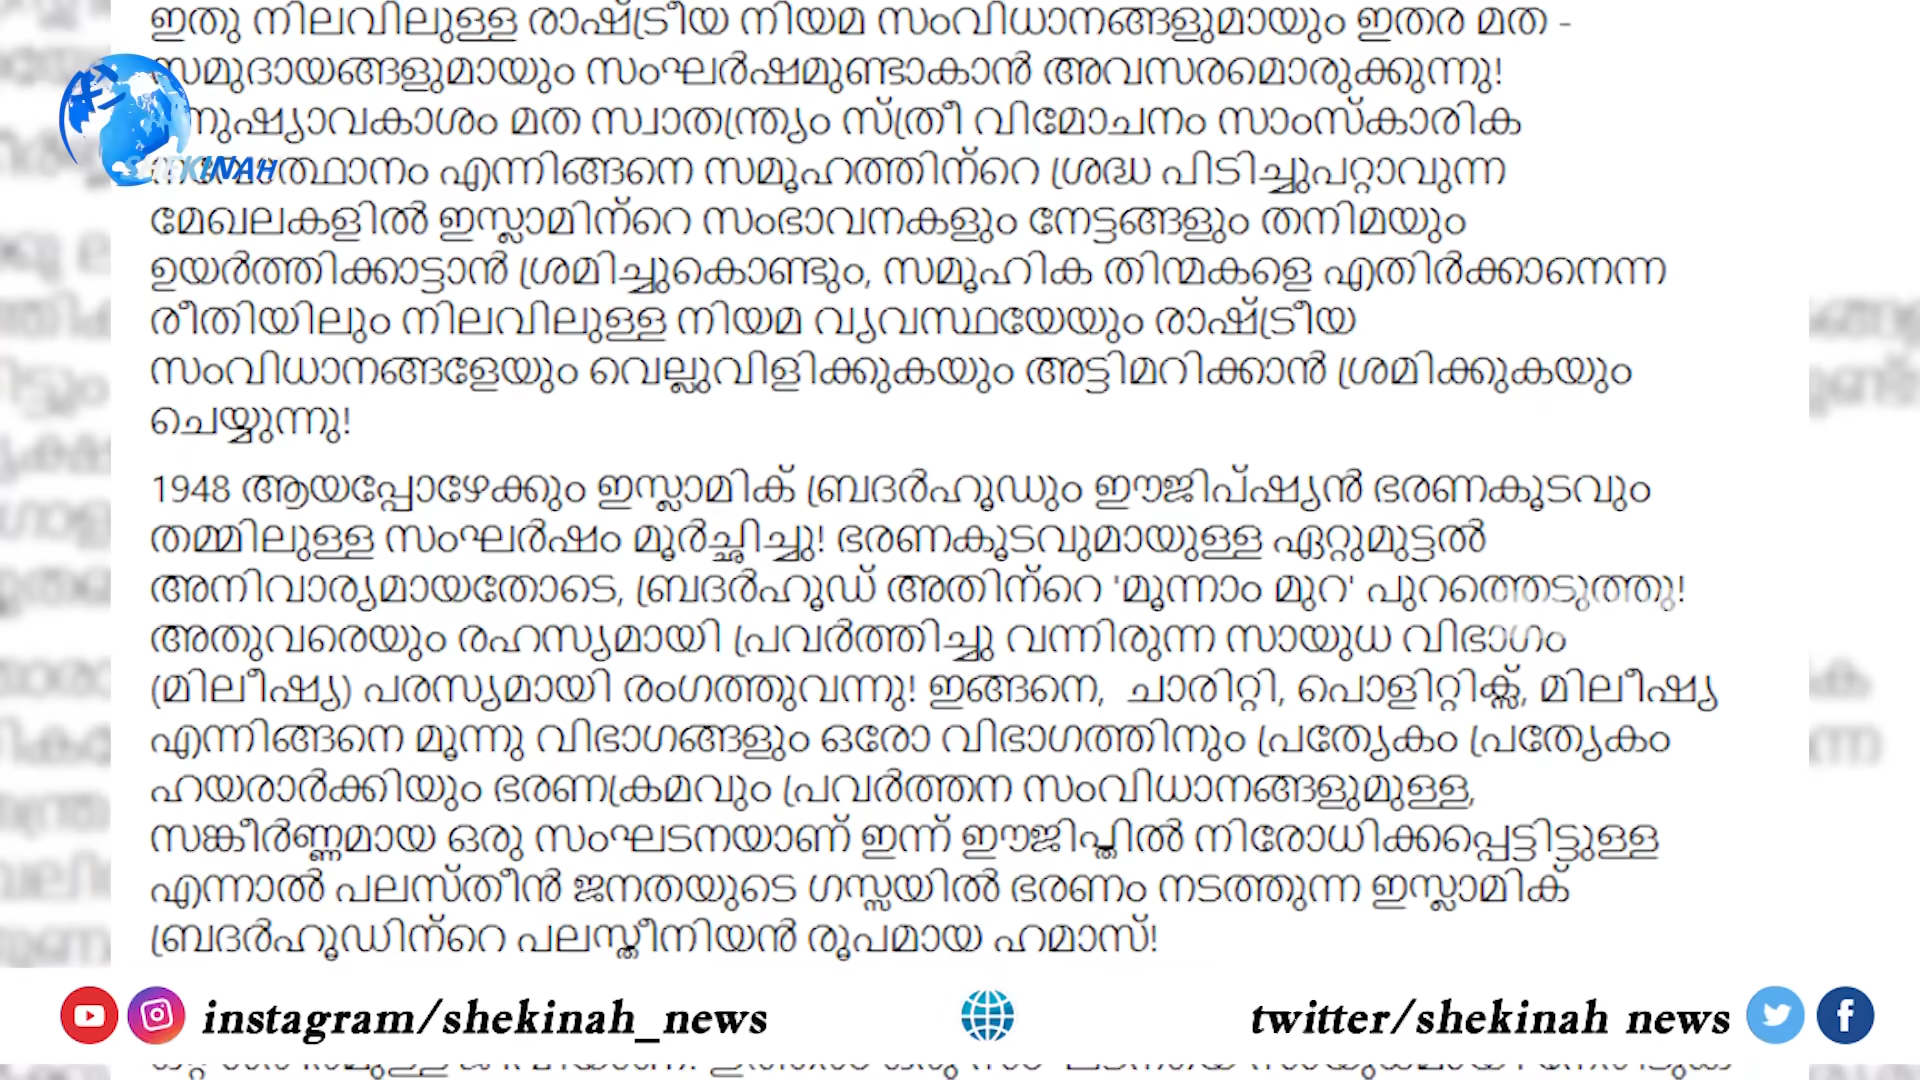 ഇതു നിലവിലുള്ള രാഷ്ട്രീയ നിയമ സംവിധാനങ്ങളുമായും ഇതര മത -
സമുദായങ്ങളുമായും സംഘർഷമുണ്ടാകാൻ അവസരമൊരുക്കുന്നു!
മനുഷ്യാവകാശം മത സ്വാതന്ത്ര്യം സ്ത്രീ വിമോചനം സാംസ്കാരിക
നവോത്ഥാനം എന്നിങ്ങനെ സമൂഹത്തിന്റെ ശ്രദ്ധ പിടിച്ചുപറ്റാവുന്ന
മേഖലകളിൽ ഇസ്ലാമിന്റെ സംഭാവനകളും നേട്ടങ്ങളും തനിമയും
ഉയർത്തിക്കാട്ടാൻ ശ്രമിച്ചുകൊണ്ടും, സമൂഹിക തിന്മകളെ എതിർക്കാനെന്ന
രീതിയിലും നിലവിലുള്ള നിയമ വ്യവസ്ഥയേയും രാഷ്ട്രീയ
സംവിധാനങ്ങളേയും വെല്ലുവിളിക്കുകയും അട്ടിമറിക്കാൻ ശ്രമിക്കുകയും
ചെയ്യുന്നു!
1948 ആയപ്പോഴേക്കും ഇസ്ലാമിക് ബ്രദർഹൂഡും ഈജിപ്ഷ്യൻ ഭരണകൂടവും
തമ്മിലുള്ള സംഘർഷം മൂർച്ഛിച്ചു! ഭരണകൂടവുമായുള്ള ഏറ്റുമുട്ടൽ
അനിവാര്യമായതോടെ, ബ്രദർഹൂഡ് അതിന്റെ 'മൂന്നാം മുറ' പുറത്തെടുത്തു!
അതുവരെയും രഹസ്യമായി പ്രവർത്തിച്ചു വന്നിരുന്ന സായുധ വിഭാഗം
(മിലീഷ്യ) പരസ്യമായി രംഗത്തുവന്നു! ഇങ്ങനെ, ചാരിറ്റി, പൊളിറ്റിക്സ്, മിലീഷ്യ
എന്നിങ്ങനെ മൂന്നു വിഭാഗങ്ങളും ഒരോ വിഭാഗത്തിനും പ്രത്യേകം പ്രത്യേകം
ഹയരാർക്കിയും ഭരണക്രമവും പ്രവർത്തന സംവിധാനങ്ങളുമുള്ള,
സങ്കീർണ്ണമായ ഒരു സംഘടനയാണ് ഇന്ന് ഈജിപ്തിൽ നിരോധിക്കപ്പെട്ടിട്ടുള്ള
എന്നാൽ പലസ്തീൻ ജനതയുടെ ഗസ്സയിൽ ഭരണം നടത്തുന്ന ഇസ്ലാമിക്
ബ്രദർഹൂഡിന്റെ പലസ്തീനിയൻ രൂപമായ ഹമാസ്!
SHEKINAH
instagram/shekinah_news
twitter/shekinah news